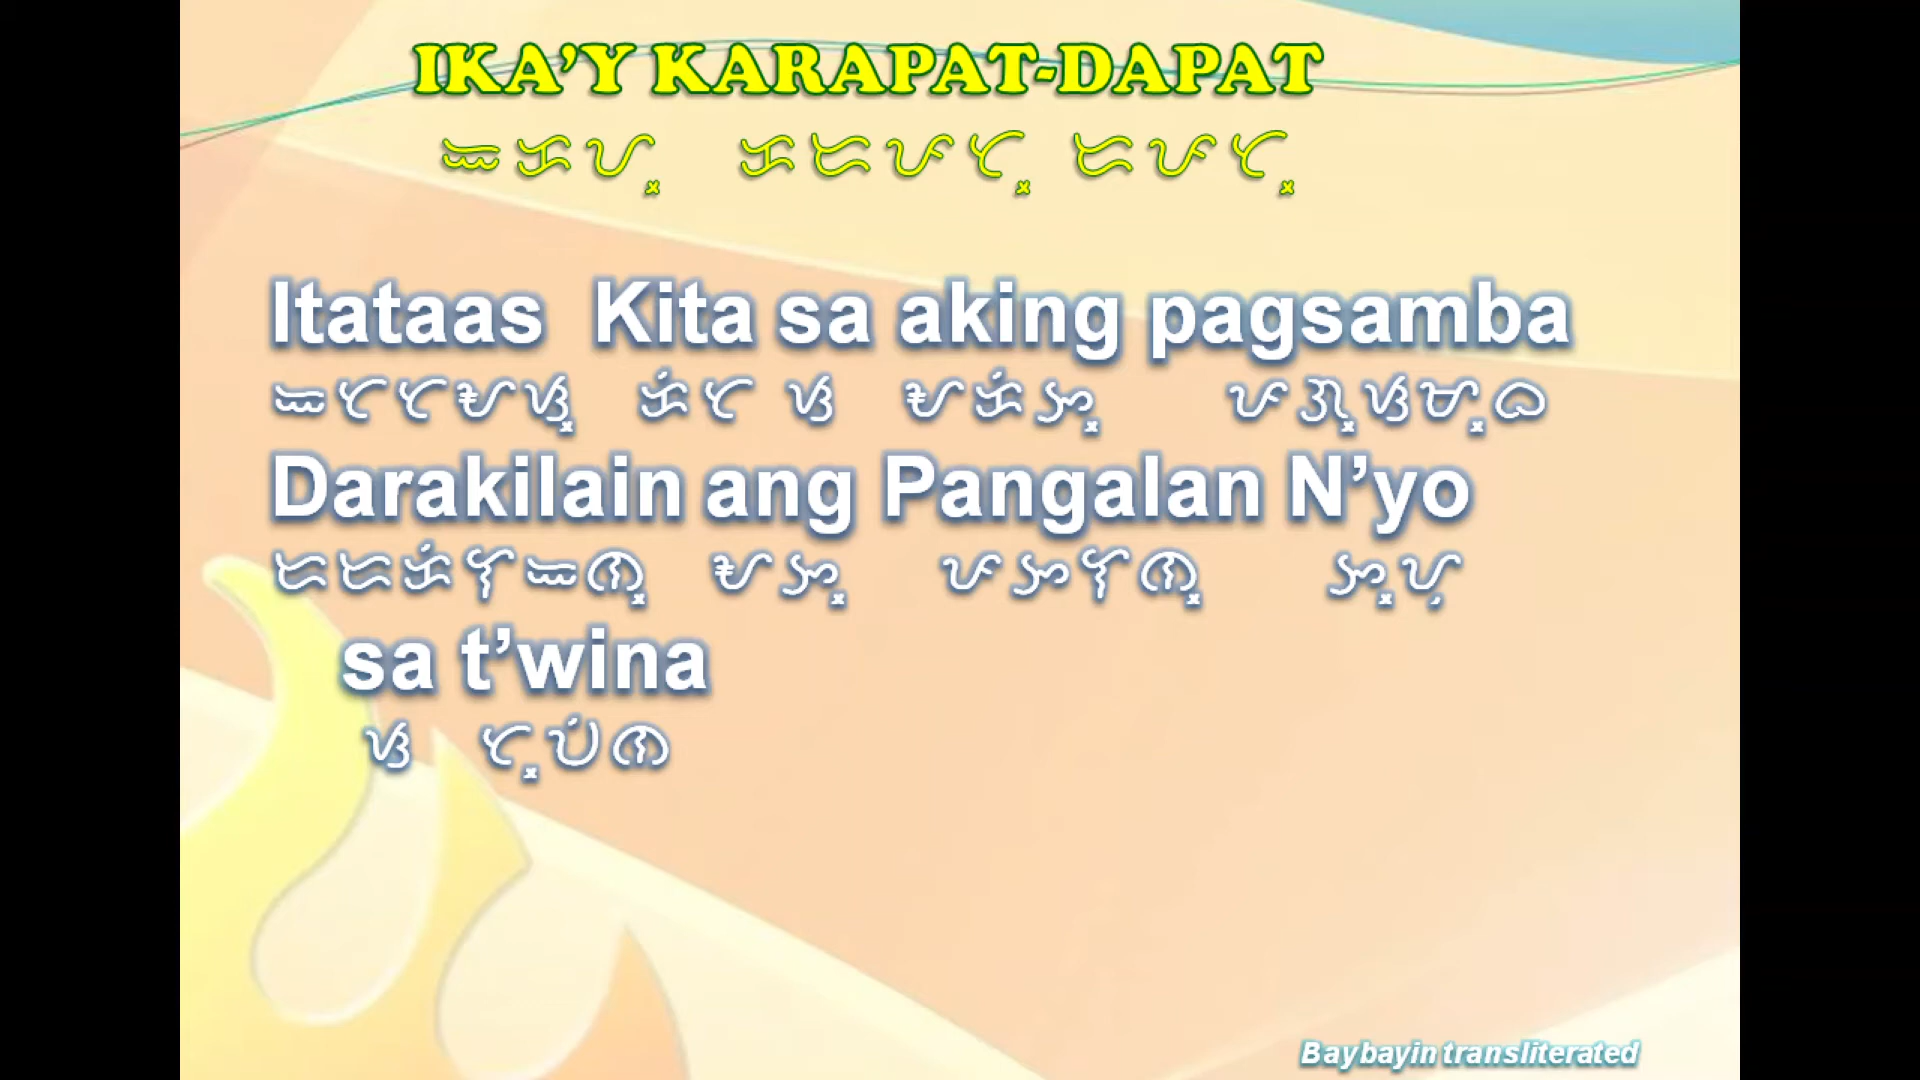 IKA’Y KARAPAT-DAPAT
ᜁᜃᜌ᜔ ᜃᜇᜉᜆ᜔ ᜇᜉᜆ᜔
Itataas Kita sa aking pagsamba
ᜁᜆᜆᜀᜐ᜔ ᜃᜒᜆ ᜐ ᜀᜃᜒᜅ᜔ ᜉᜄ᜔ᜐᜋ᜔ᜊ
Darakilain ang Pangalan N’yo
ᜇᜇᜃᜒᜎᜁᜈ᜔ ᜀᜅ᜔ ᜉᜅᜎᜈ᜔ ᜅ᜔ᜌᜓ
sa t’wina
ᜐ ᜆ᜔ᜏᜒᜈ
Baybayin transliterated